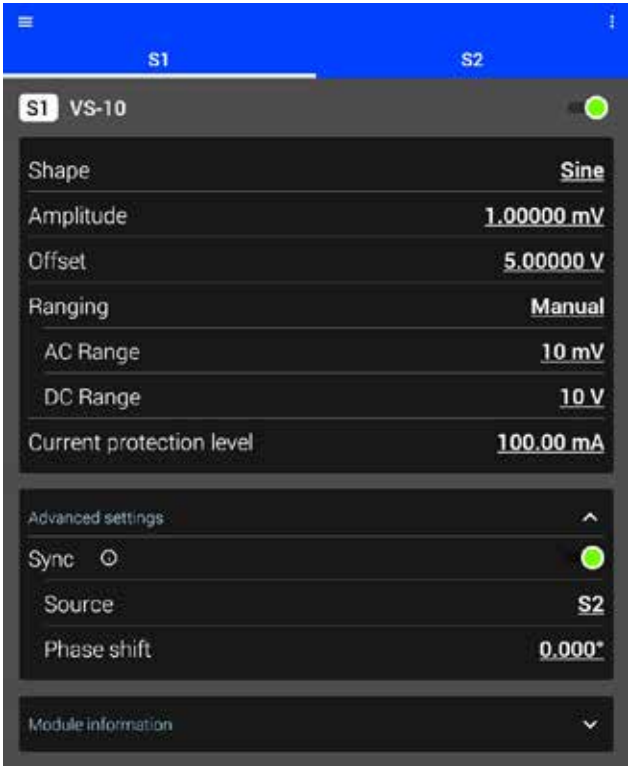 S1 S2
S1 VS-10
Shape Sine
Amplitude 1.00000 mV
Offset 5.00000 V
Ranging Manual
AC Range 10 mV
DC Range 10 V
Current protection level 100.00 mA
Advanced settings
Sync
Source S2
Phase shift 0.000°
Module information